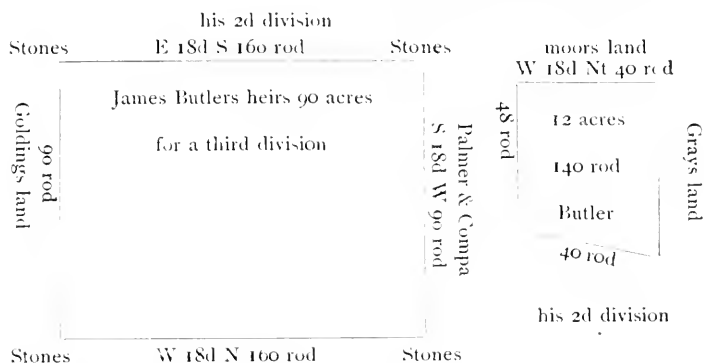 his 2d division
Stones E 18d S 160 rod Stones
James Butlers heirs 90 acres
for a third division
Goldings land
90 rod
S 18d W 90 rod
Palmer & Compa
Stones W 18d N 160 rod Stones
moors land
W 18d Nt 40 rod
48 rod
12 acres
140 rod
Butler
40 rod
Grays land
his 2d division